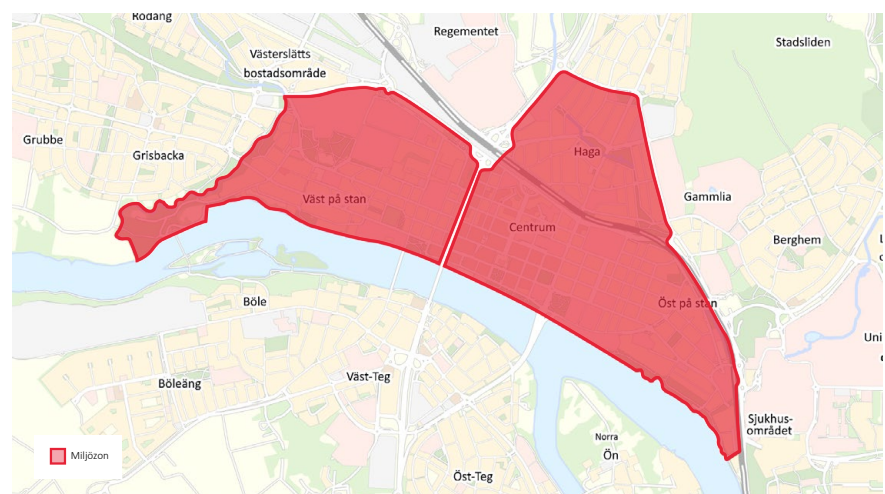 Rödäng
Regementet
Stadsliden
Västerslätts
bostadsområde
Grubbe
Grisbacka
Haga
Gammlia
Väst på stan
Centrum
Berghem
Böle
Öst på stan
Väst-Teg
Böleäng
Sjukhus-
området
Norra
Ön
Miljözon
Öst-Teg